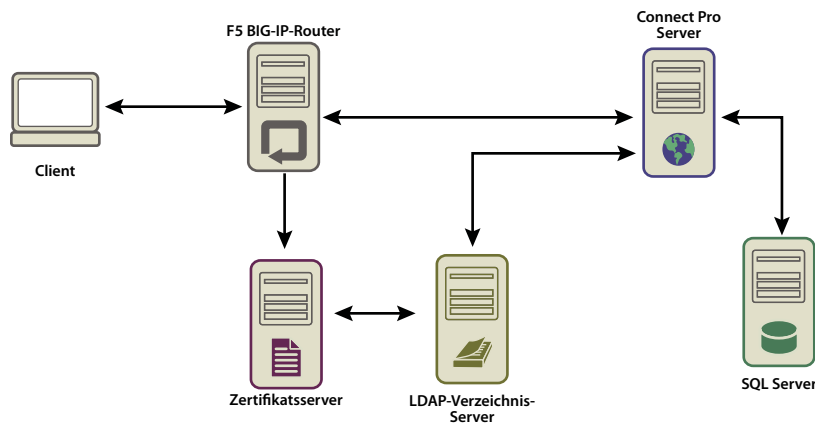 Connect Pro
Server
F5 BIG-IP-Router
Client
Zertifikatsserver
LDAP-Verzeichnis-
Server
SQL Server